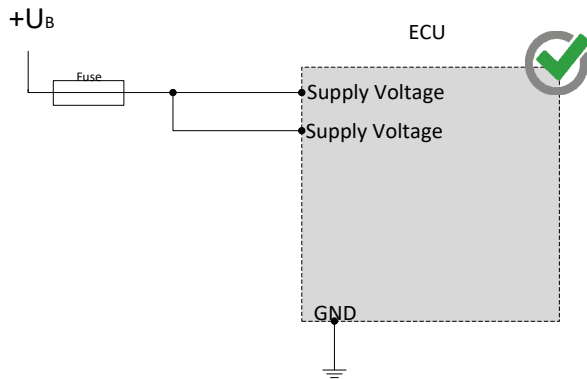 +UB
ECU
Fuse
Supply Voltage
Supply Voltage
GND